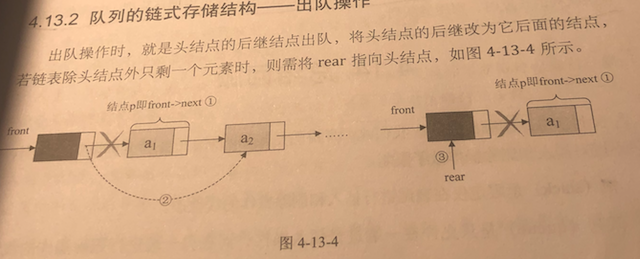 4.13.2 队列的链式存储结构——出队操作
出队操作时，就是头结点的后继结点出队，将头结点的后继改为它后面的结点，
若链表除头结点外只剩一个元素时，则需将 rear 指向头结点，如图 4-13-4 所示。
结点p即front->next ①
结点p即front->next ①
front
a1
a2
......
front
a1
②
③
rear
图 4-13-4